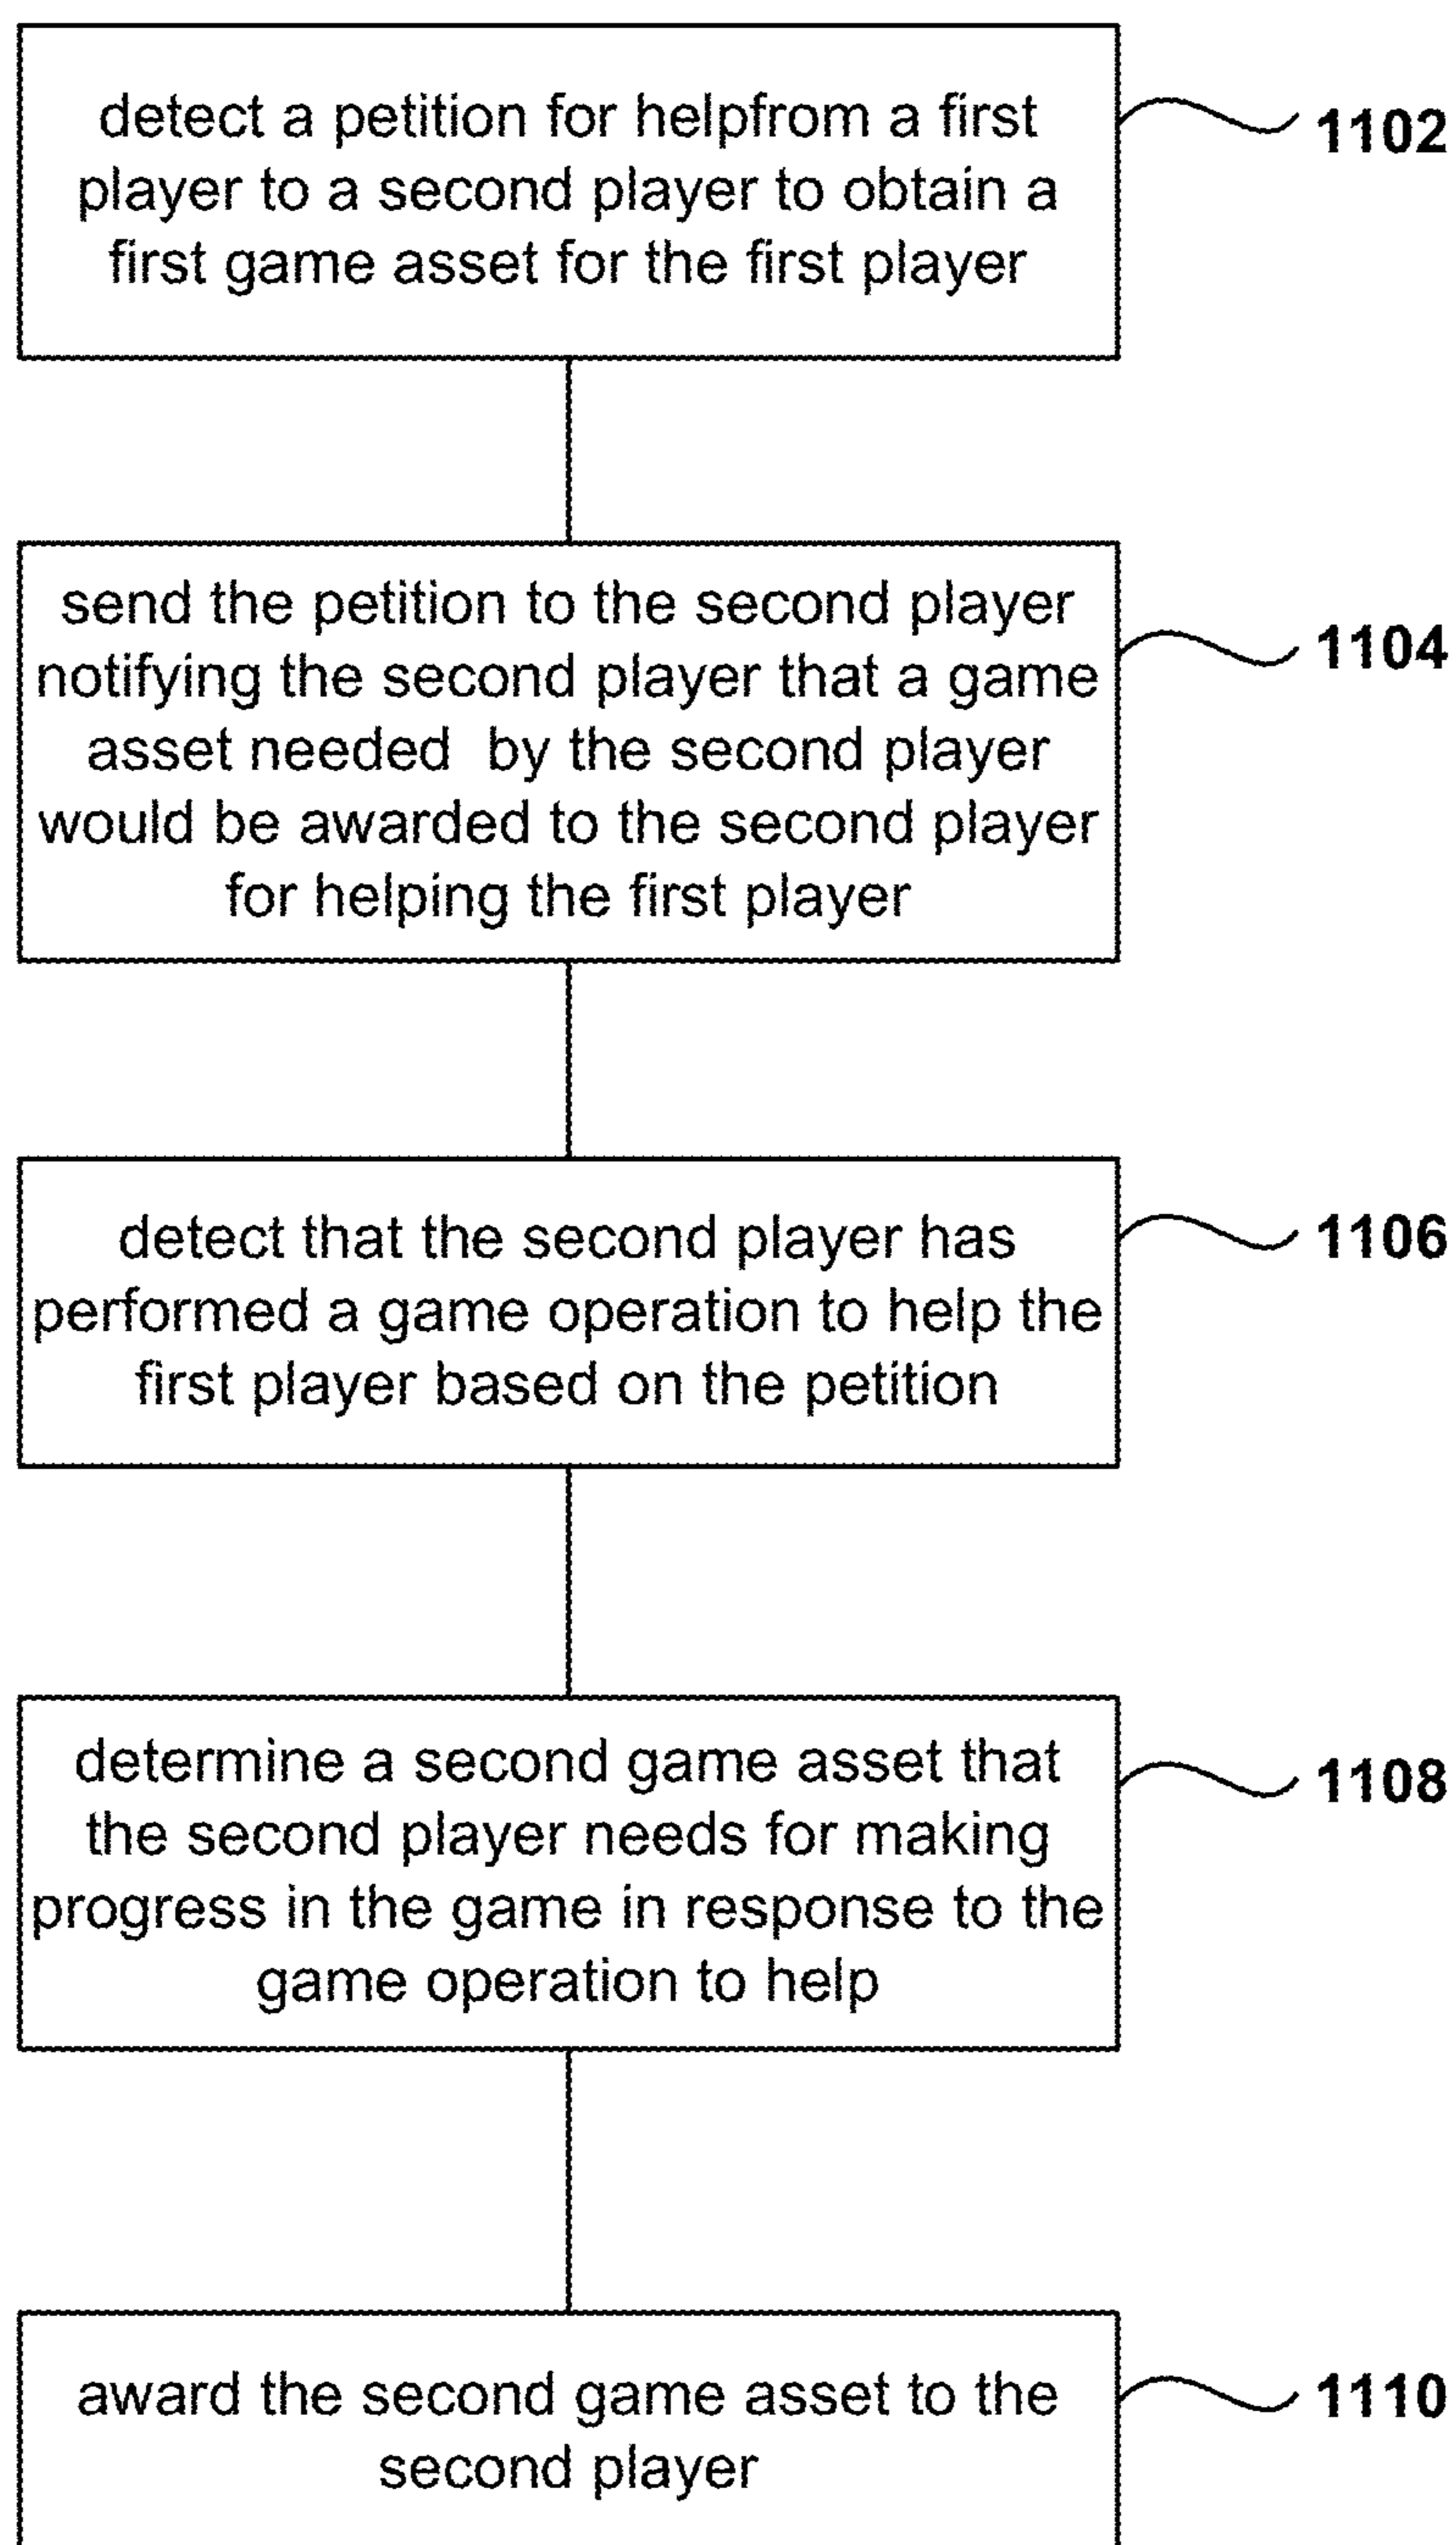 detect a petition for helpfrom a first
player to a second player to obtain a
first game asset for the first player
1102
send the petition to the second player
notifying the second player that a game
asset needed  by the second player
would be awarded to the second player
for helping the first player
1104
detect that the second player has
performed a game operation to help the
first player based on the petition
1106
determine a second game asset that
the second player needs for making
progress in the game in response to the
game operation to help
1108
award the second game asset to the
second player
1110